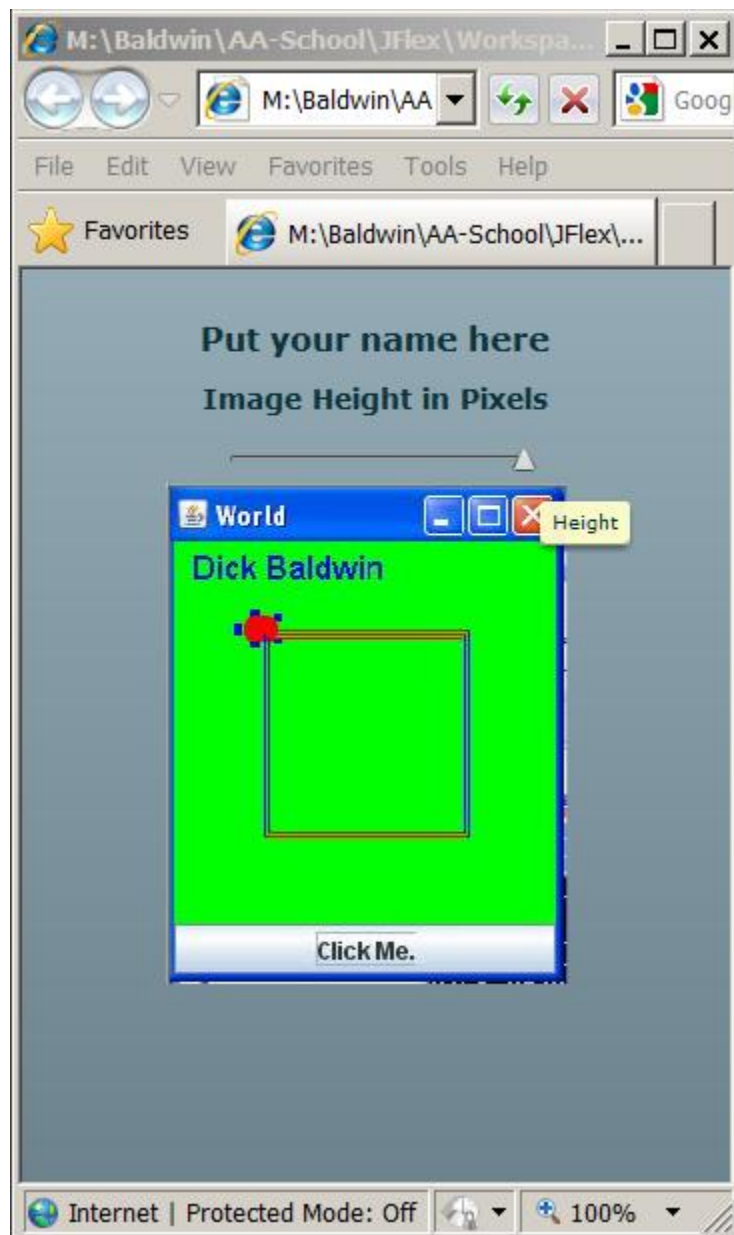 M:\Baldwin\AA-School\JFlex\Workspa...
M:\Baldwin\AA
Goog
File Edit View Favorites Tools Help
Favorites
M:\Baldwin\AA-School\JFlex\...
Put your name here
Image Height in Pixels
World
Height
Dick Baldwin
Click Me.
Internet | Protected Mode: Off
100%